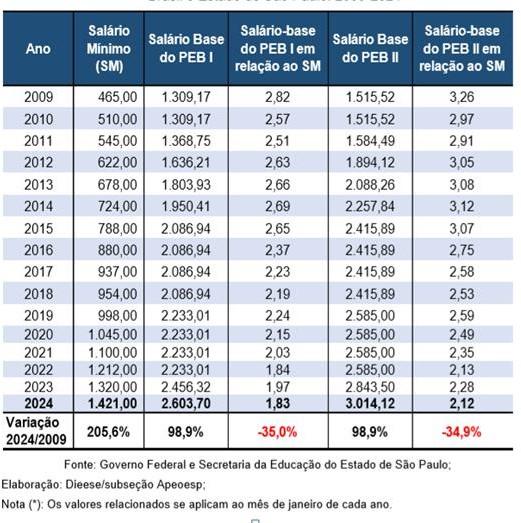 Ano Salário Mínimo (SM) Salário Base do PEB I Salário-base do PEB I em relação ao SM Salário Base do PEB II Salário-base do PEB II em relação ao SM
2009 465,00 1.309,17 2,82 1.515,52 3,26
2010 510,00 1.309,17 2,57 1.515,52 2,97
2011 545,00 1.368,75 2,51 1.584,49 2,91
2012 622,00 1.636,21 2,63 1.894,12 3,05
2013 678,00 1.803,93 2,66 2.088,26 3,08
2014 724,00 1.950,41 2,69 2.257,84 3,12
2015 788,00 2.086,94 2,65 2.415,89 3,07
2016 880,00 2.086,94 2,37 2.415,89 2,75
2017 937,00 2.086,94 2,23 2.415,89 2,58
2018 954,00 2.086,94 2,19 2.415,89 2,53
2019 998,00 2.233,01 2,24 2.585,00 2,59
2020 1.045,00 2.233,01 2,15 2.585,00 2,49
2021 1.100,00 2.233,01 2,03 2.585,00 2,35
2022 1.212,00 2.233,01 1,84 2.585,00 2,13
2023 1.320,00 2.456,32 1,97 2.843,50 2,28
2024 1.421,00 2.603,70 1,83 3.014,12 2,12
Variação 2024/2009 205,6% 98,9% -35,0% 98,9% -34,9%
Fonte: Governo Federal e Secretaria da Educação do Estado de São Paulo;
Elaboração: Dieese/subseção Apeoesp;
Nota (*): Os valores relacionados se aplicam ao mês de janeiro de cada ano.